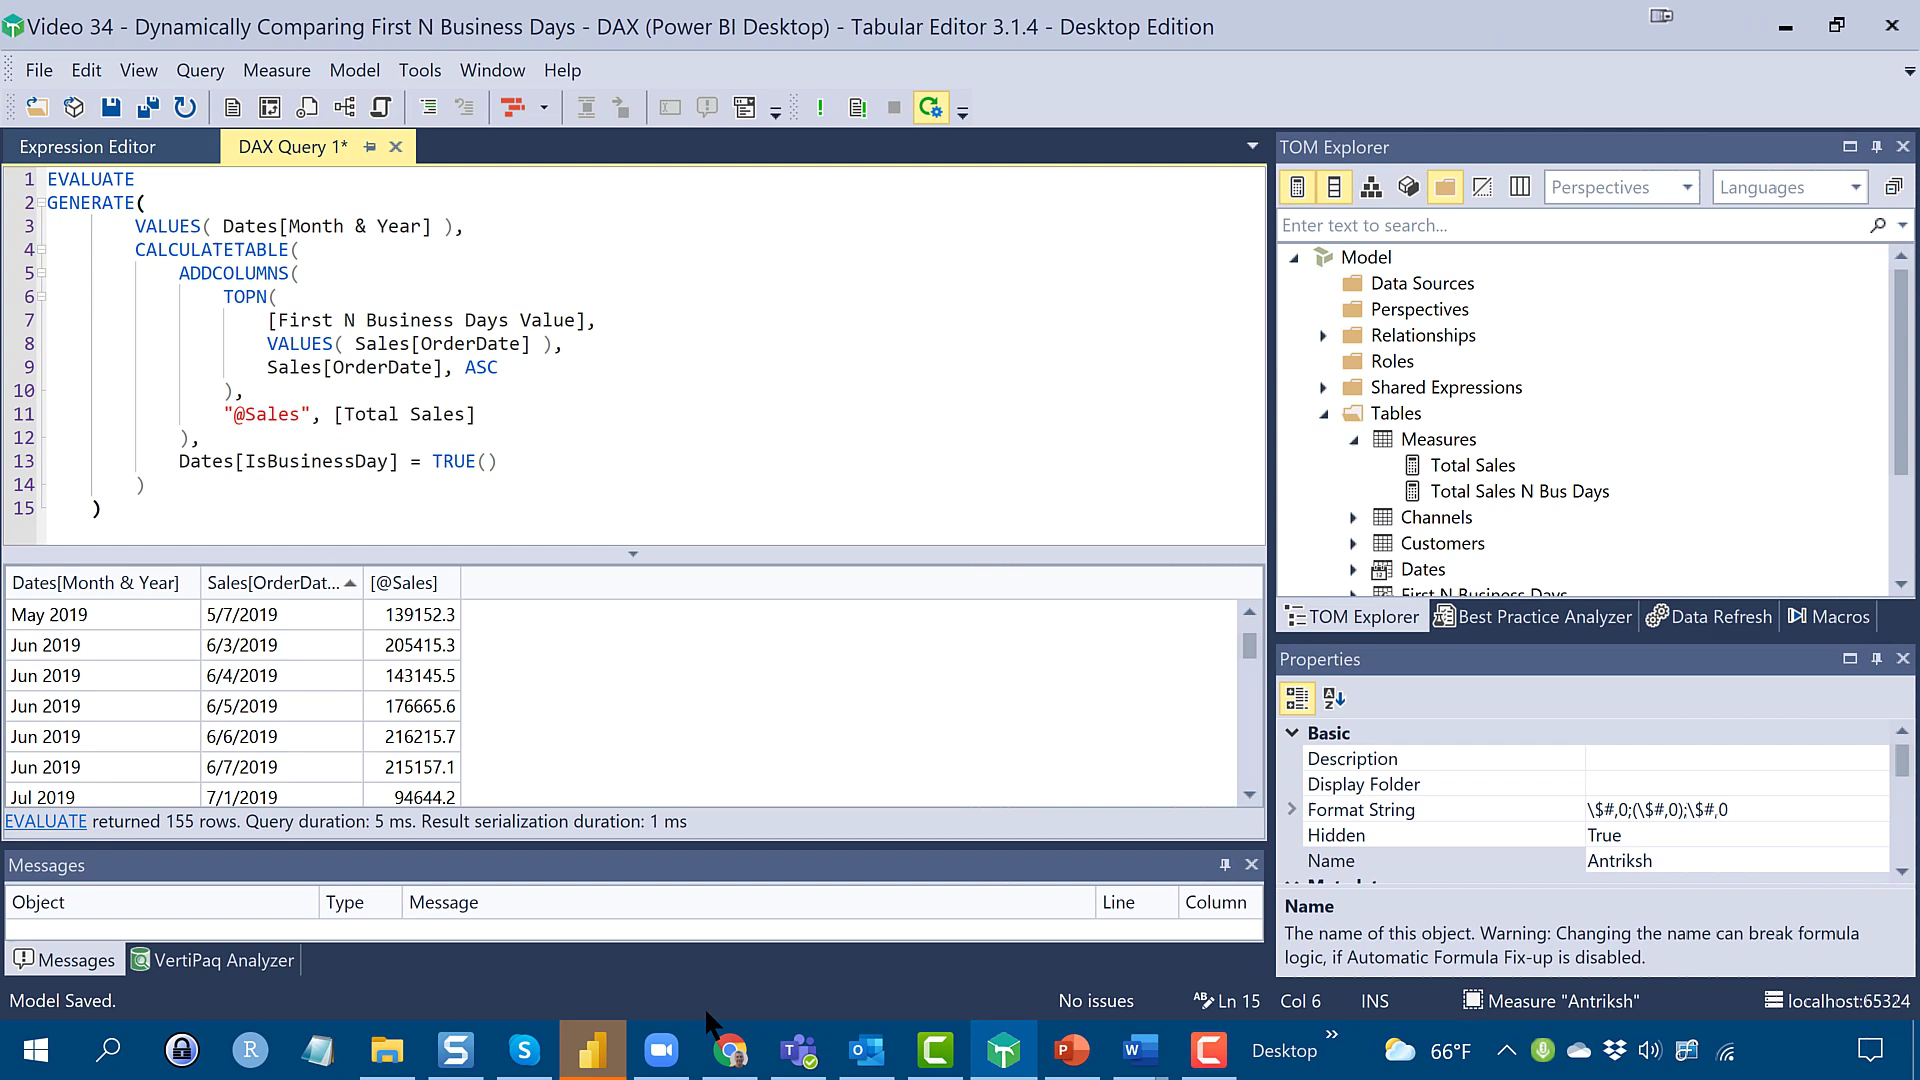 Video 34 - Dynamically Comparing First N Business Days - DAX (Power BI Desktop) - Tabular Editor 3.1.4 - Desktop Edition
File Edit View Query Measure Model Tools Window Help
Expression Editor DAX Query 1*
1 EVALUATE
2 GENERATE(
3 VALUES( Dates[Month & Year] ),
4 CALCULATETABLE(
5 ADDCOLUMNS(
6 TOPN(
7 [First N Business Days Value],
8 VALUES( Sales[OrderDate] ),
9 Sales[OrderDate], ASC
10 ),
11 "@Sales", [Total Sales]
12 ),
13 Dates[IsBusinessDay] = TRUE()
14 )
15 )
Dates[Month & Year] Sales[OrderDat... [@Sales]
May 2019 5/7/2019 139152.3
Jun 2019 6/3/2019 205415.3
Jun 2019 6/4/2019 143145.5
Jun 2019 6/5/2019 176665.6
Jun 2019 6/6/2019 216215.7
Jun 2019 6/7/2019 215157.1
Jul 2019 7/1/2019 94644.2
EVALUATE returned 155 rows. Query duration: 5 ms. Result serialization duration: 1 ms
Messages
Object Type Message Line Column
Messages VertiPaq Analyzer
TOM Explorer
Perspectives Languages
Enter text to search...
Model
Data Sources
Perspectives
Relationships
Roles
Shared Expressions
Tables
Measures
Total Sales
Total Sales N Bus Days
Channels
Customers
Dates
First N Business Days
TOM Explorer Best Practice Analyzer Data Refresh Macros
Properties
Basic
Description
Display Folder
Format String \$#,0;(\$#,0);\$#,0
Hidden True
Name Antriksh
Name
The name of this object. Warning: Changing the name can break formula
logic, if Automatic Formula Fix-up is disabled.
Model Saved. No issues Ln 15 Col 6 INS Measure "Antriksh" localhost:65324
Desktop 66°F